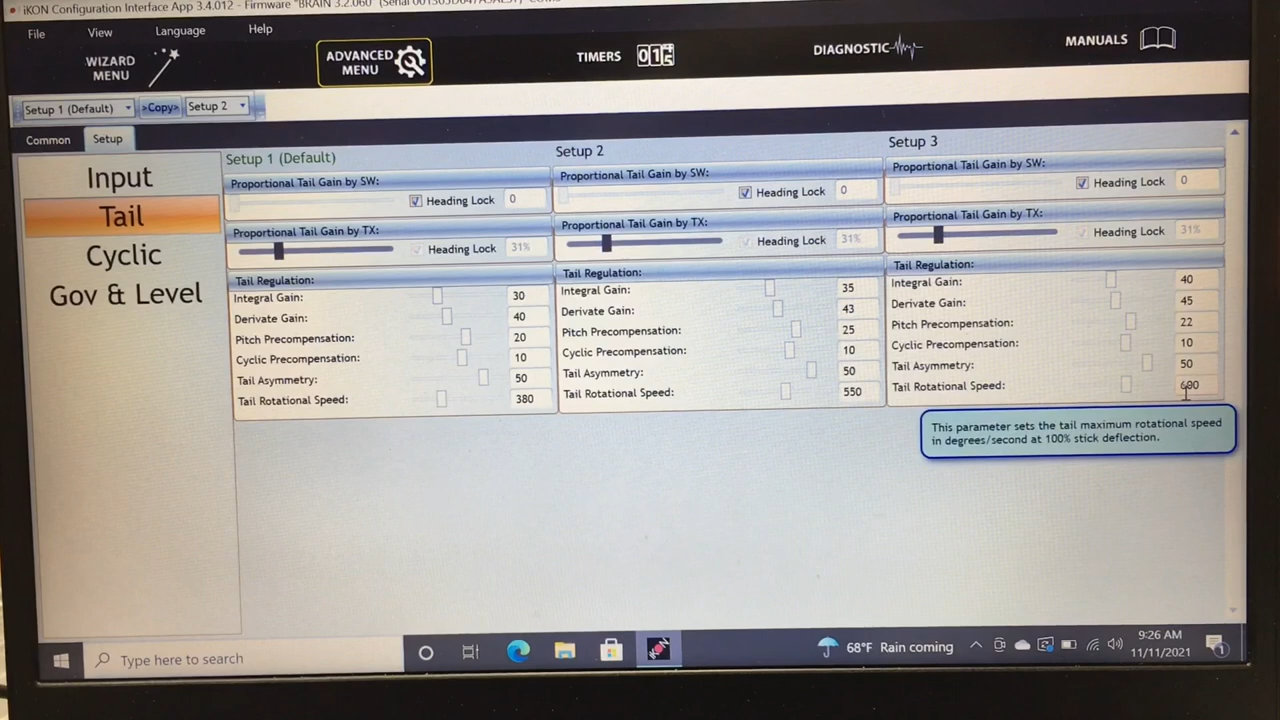 iKON Configuration Interface App 3.4.012 - Firmware "BRAIN 3.2.060"
File View Language Help
WIZARD MENU
ADVANCED MENU
TIMERS
DIAGNOSTIC
MANUALS
Setup 1 (Default) >Copy> Setup 2
Common Setup
Input
Tail
Cyclic
Gov & Level
Setup 1 (Default)
Proportional Tail Gain by SW:
Heading Lock 0
Proportional Tail Gain by TX:
Heading Lock 31%
Tail Regulation:
Integral Gain: 30
Derivate Gain: 40
Pitch Precompensation: 20
Cyclic Precompensation: 10
Tail Asymmetry: 50
Tail Rotational Speed: 380
Setup 2
Proportional Tail Gain by SW:
Heading Lock 0
Proportional Tail Gain by TX:
Heading Lock 31%
Tail Regulation:
Integral Gain: 35
Derivate Gain: 43
Pitch Precompensation: 25
Cyclic Precompensation: 10
Tail Asymmetry: 50
Tail Rotational Speed: 550
Setup 3
Proportional Tail Gain by SW:
Heading Lock 0
Proportional Tail Gain by TX:
Heading Lock 31%
Tail Regulation:
Integral Gain: 40
Derivate Gain: 45
Pitch Precompensation: 22
Cyclic Precompensation: 10
Tail Asymmetry: 50
Tail Rotational Speed:
This parameter sets the tail maximum rotational speed
in degrees/second at 100% stick deflection.
Type here to search
68°F Rain coming
9:26 AM
11/11/2021
1